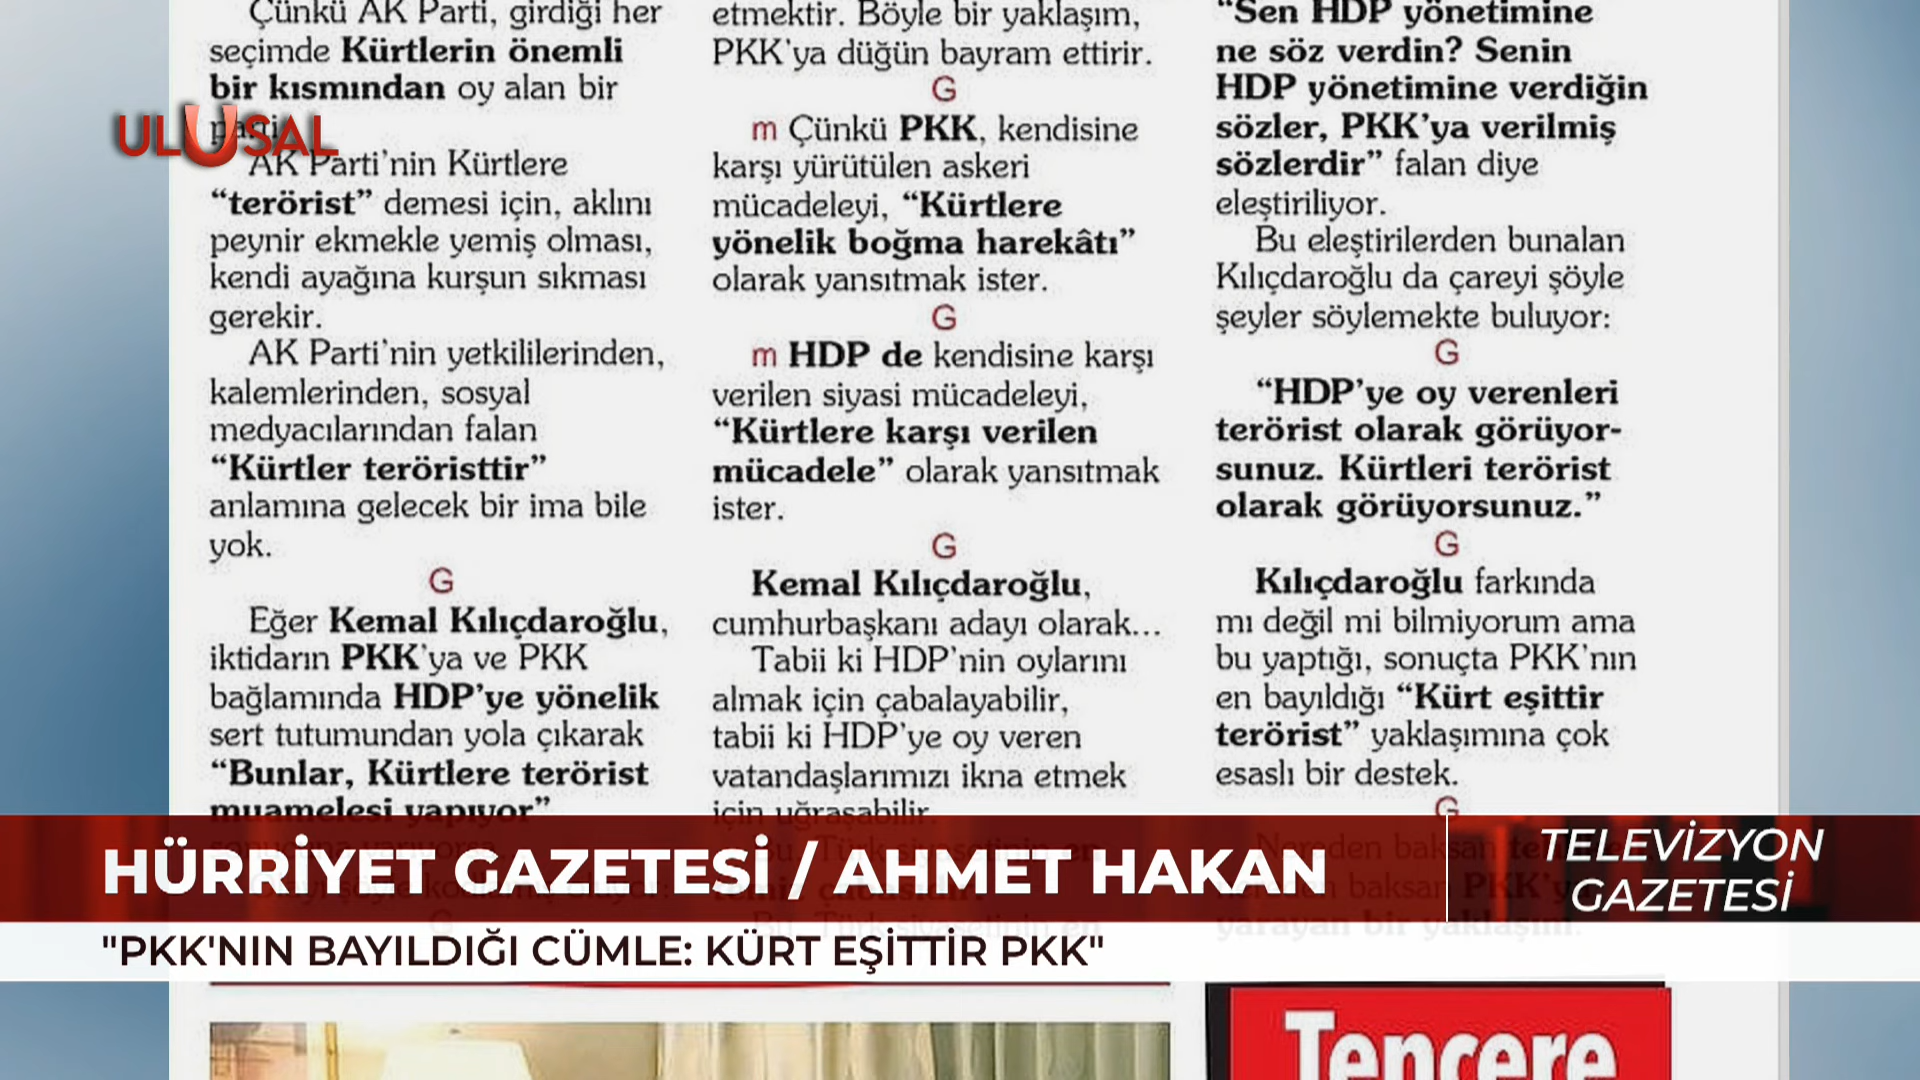 Çünkü AK Parti, girdiği her
seçimde Kürtlerin önemli
bir kısmından oy alan bir
parti.
AK Parti’nin Kürtlere
“terörist” demesi için, aklını
peynir ekmekle yemiş olması,
kendi ayağına kurşun sıkması
gerekir.
AK Parti’nin yetkililerinden,
kalemlerinden, sosyal
medyacılarından falan
“Kürtler teröristtir”
anlamına gelecek bir ima bile
yok.
G
Eğer Kemal Kılıçdaroğlu,
iktidarın PKK’ya ve PKK
bağlamında HDP’ye yönelik
sert tutumundan yola çıkarak
“Bunlar, Kürtlere terörist
muamelesi yapıyor”
etmektir. Böyle bir yaklaşım,
PKK’ya düğün bayram ettirir.
G
m Çünkü PKK, kendisine
karşı yürütülen askeri
mücadeleyi, “Kürtlere
yönelik boğma harekâtı”
olarak yansıtmak ister.
G
m HDP de kendisine karşı
verilen siyasi mücadeleyi,
“Kürtlere karşı verilen
mücadele” olarak yansıtmak
ister.
G
Kemal Kılıçdaroğlu,
cumhurbaşkanı adayı olarak...
Tabii ki HDP’nin oylarını
almak için çabalayabilir,
tabii ki HDP’ye oy veren
vatandaşlarımızı ikna etmek
için uğraşabilir.
“Sen HDP yönetimine
ne söz verdin? Senin
HDP yönetimine verdiğin
sözler, PKK’ya verilmiş
sözlerdir” falan diye
eleştiriliyor.
Bu eleştirilerden bunalan
Kılıçdaroğlu da çareyi şöyle
şeyler söylemekte buluyor:
G
“HDP’ye oy verenleri
terörist olarak görüyor-
sunuz. Kürtleri terörist
olarak görüyorsunuz.”
G
Kılıçdaroğlu farkında
mı değil mi bilmiyorum ama
bu yaptığı, sonuçta PKK’nın
en bayıldığı “Kürt eşittir
terörist” yaklaşımına çok
esaslı bir destek.
G
yarayan bir yaklaşım.
ULUSAL
HÜRRİYET GAZETESİ / AHMET HAKAN
TELEVİZYON
GAZETESİ
"PKK'NIN BAYILDIĞI CÜMLE: KÜRT EŞİTTİR PKK"
Tencere